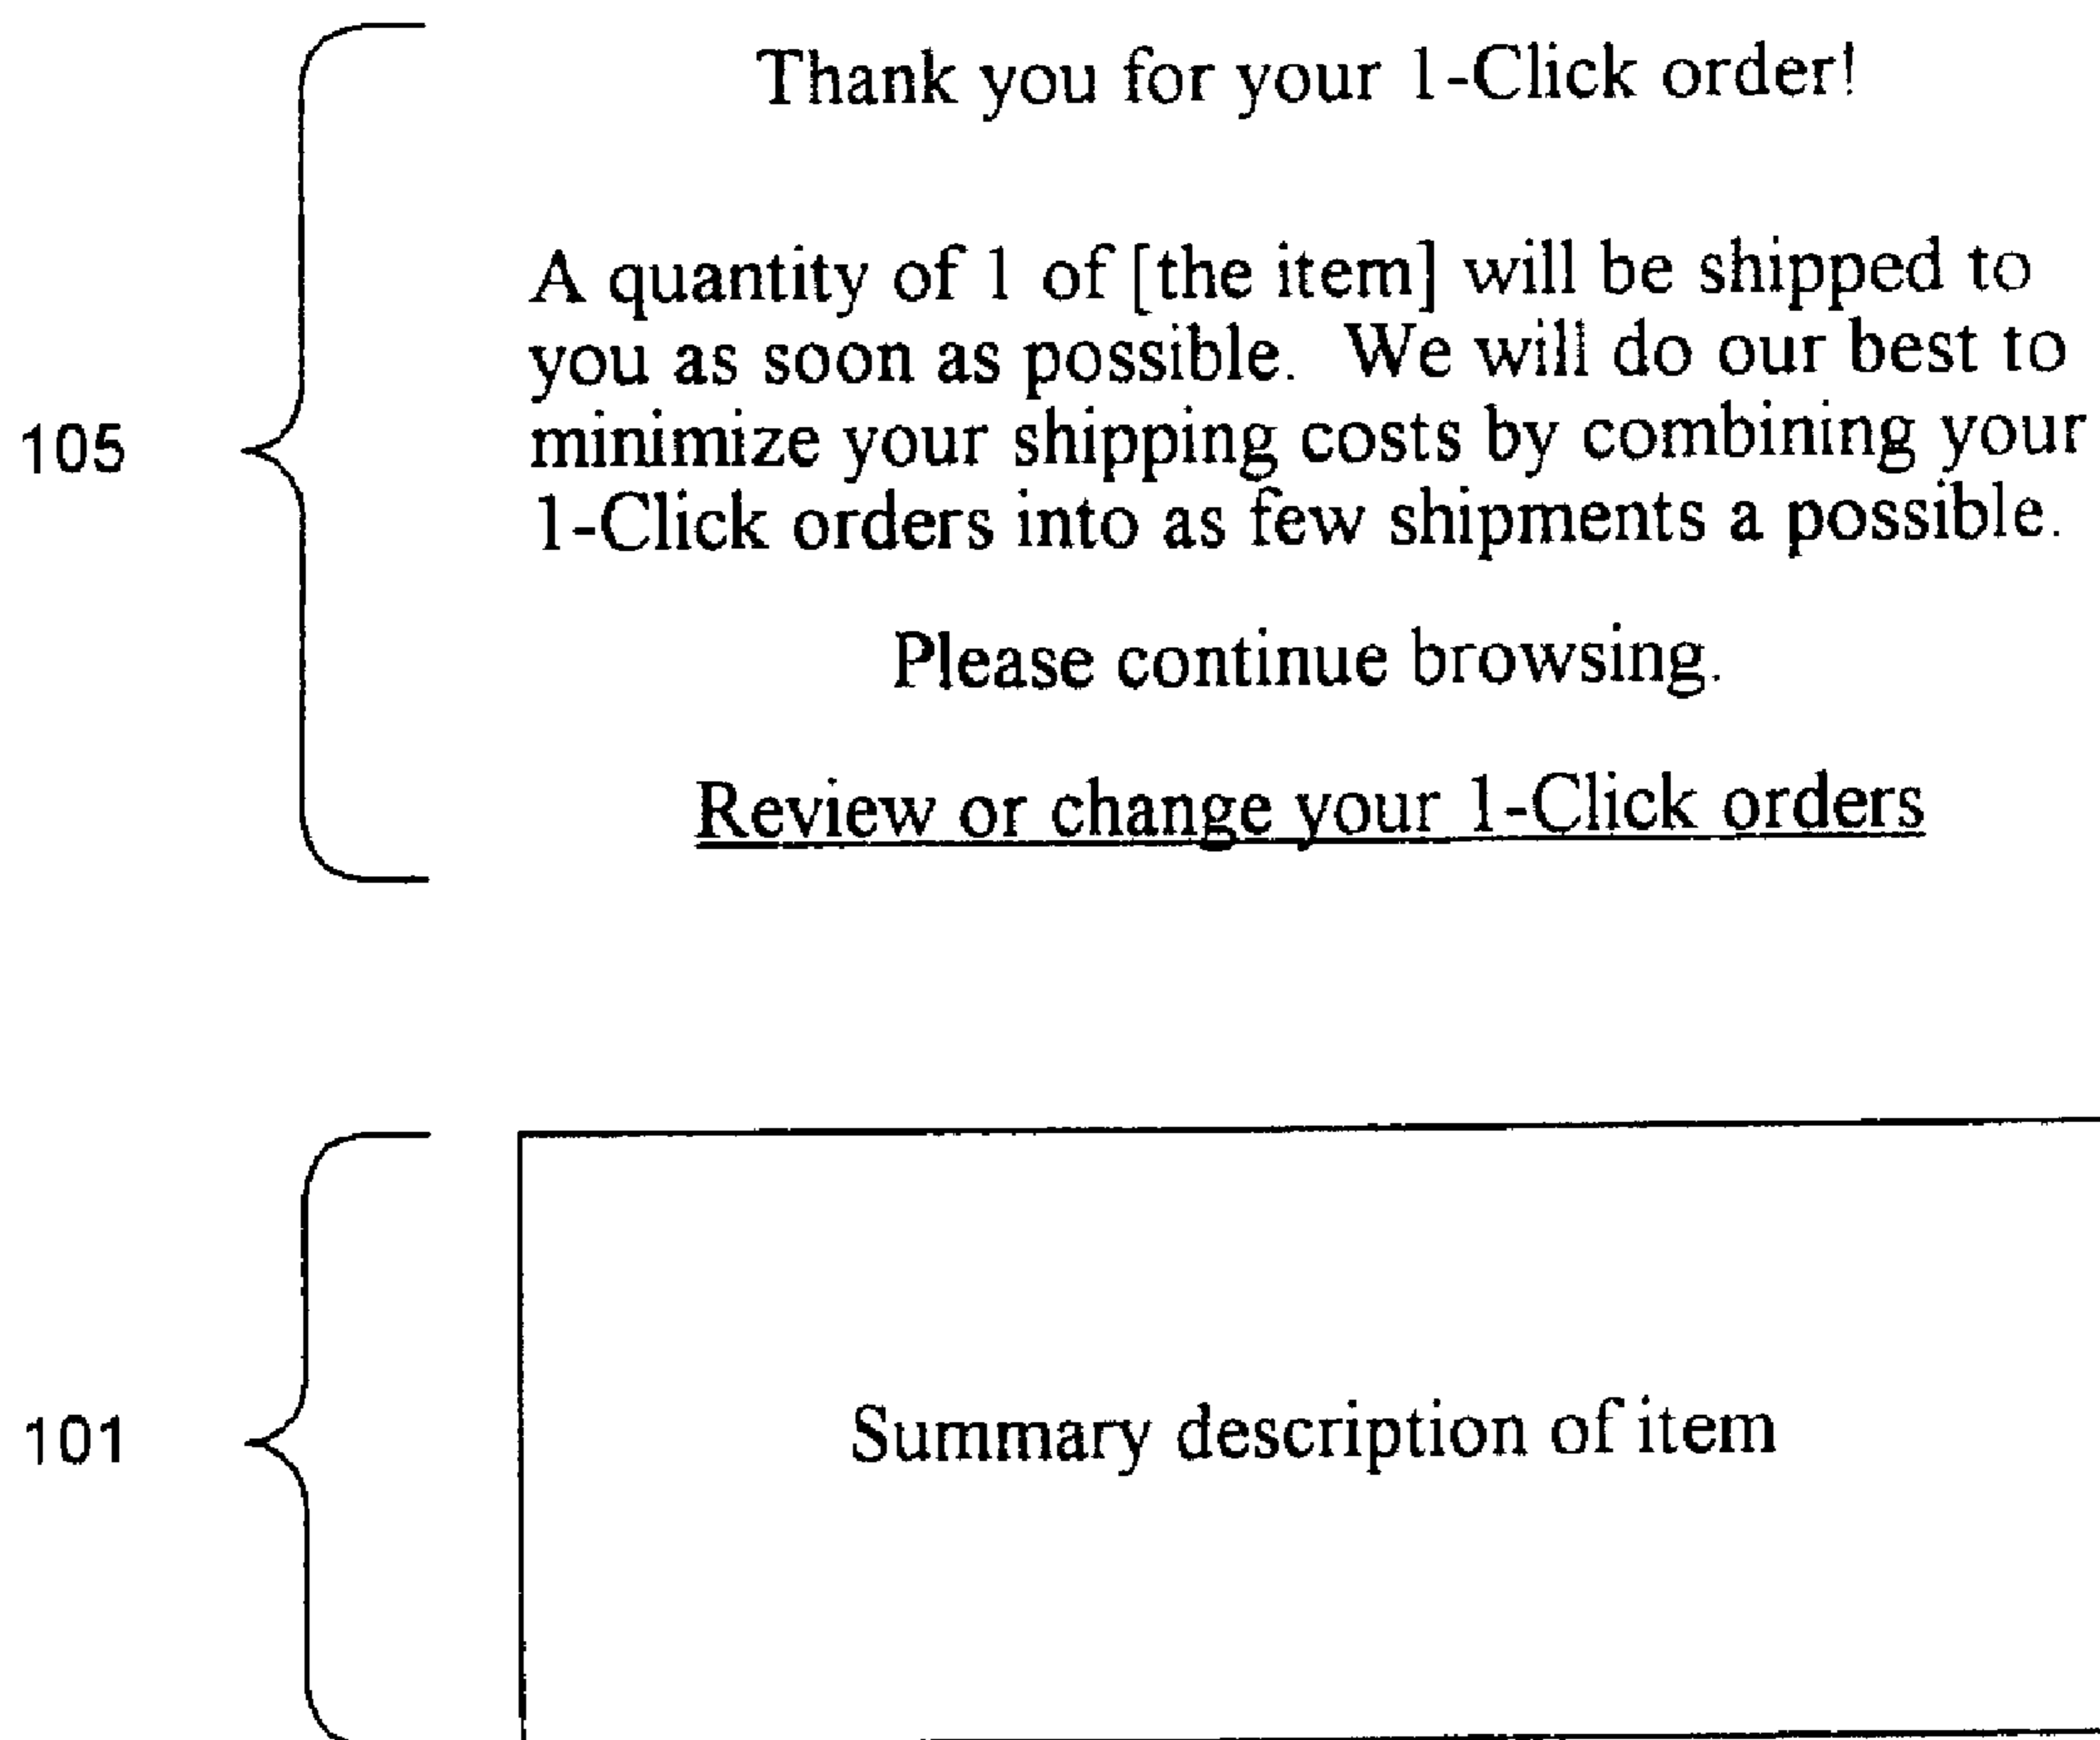 Thank you for your 1-Click order!
A quantity of 1 of [the item] will be shipped to
you as soon as possible. We will do our best to
minimize your shipping costs by combining your
1-Click orders into as few shipments a possible.
105
Please continue browsing.
Review or change your 1-Click orders
101
Summary description of item